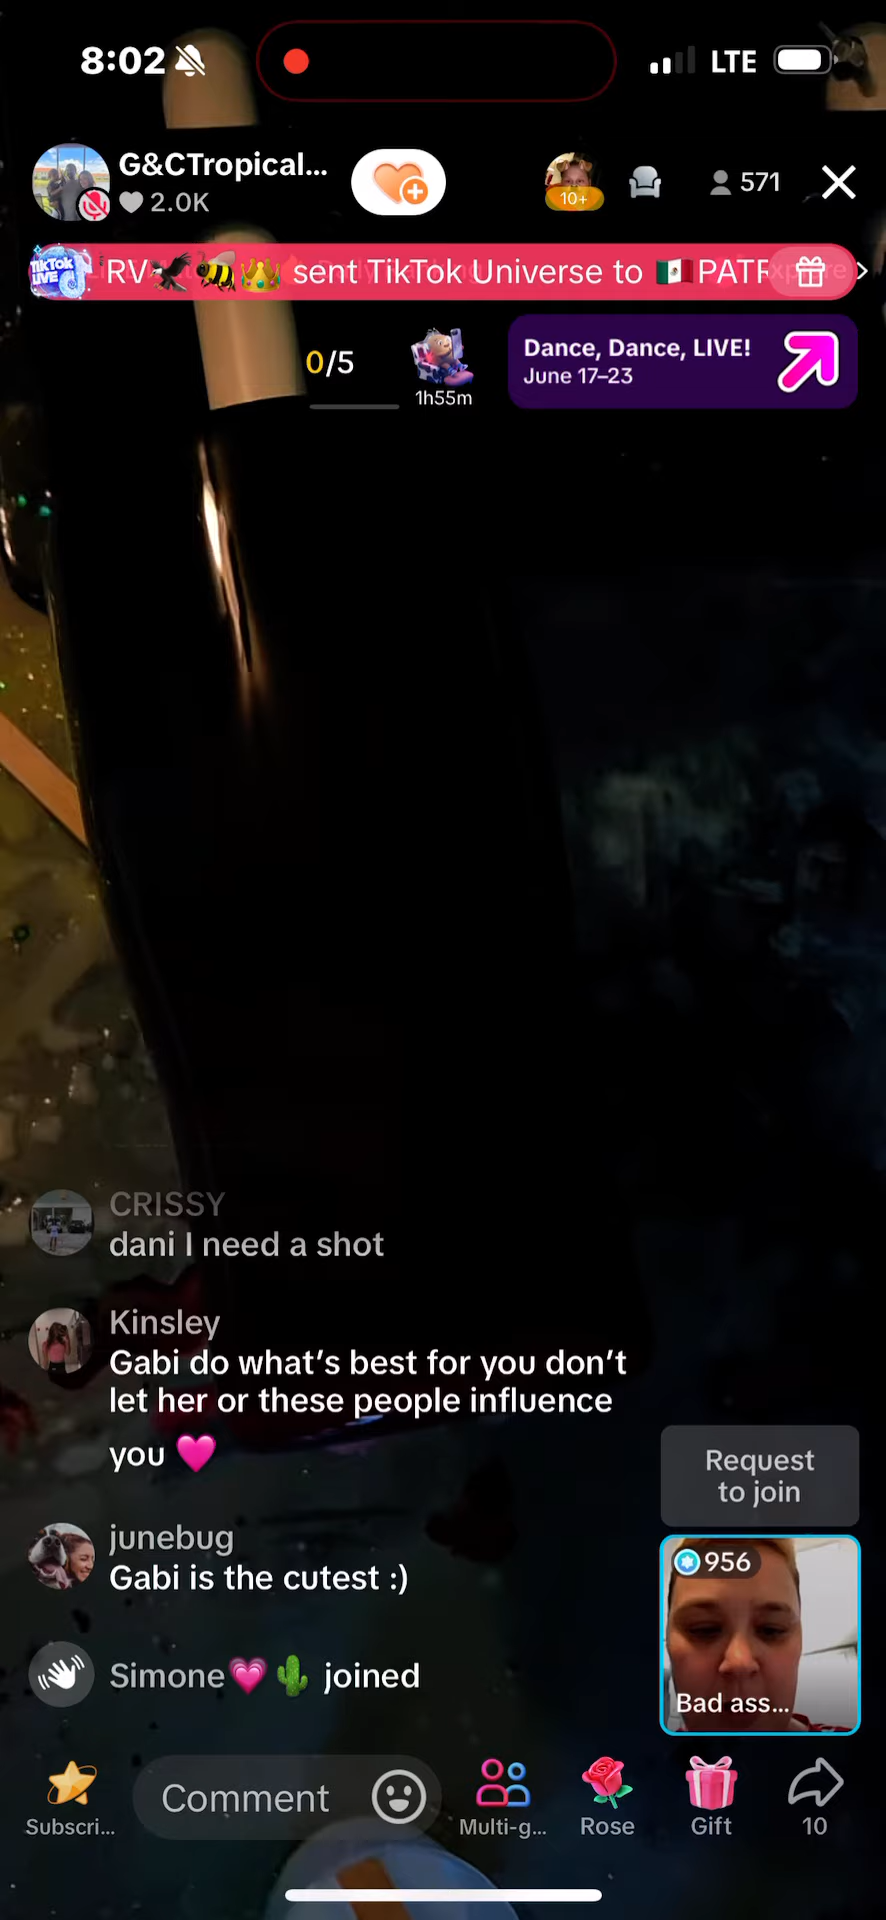 8:02
LTE
G&CTropical...
2.0K
10+
571
TikTok LIVE
RV sent TikTok Universe to PATR
0/5
1h55m
Dance, Dance, LIVE!
June 17–23
CRISSY
dani I need a shot
Kinsley
Gabi do what's best for you don't
let her or these people influence
you 💗
junebug
Gabi is the cutest :)
Simone💗🌵 joined
Request
to join
956
Bad ass...
Subscri...
Comment
Multi-g...
Rose
Gift
10